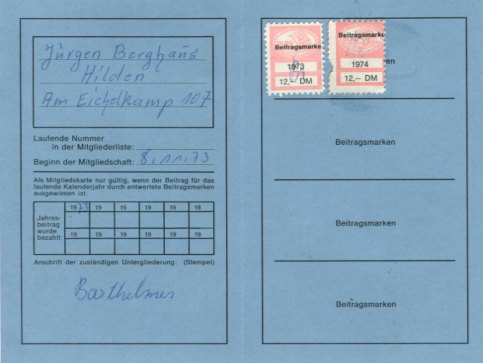 Jürgen Berghaus
Hilden
Am Eichelkamp 107
Laufende Nummer
in der Mitgliederliste:
Beginn der Mitgliedschaft: 8.11.73
Als Mitgliedskarte nur gültig, wenn der Beitrag für das
laufende Kalenderjahr durch entwertete Beitragsmarken
ausgewiesen ist.
Jahres-
beitrag
wurde
bezahlt:
1973 19 19 19 19 19
19 19 19 19 19 19
Anschrift der zuständigen Untergliederung: (Stempel)
Barthelmes
Beitragsmarke
1973
12,— DM
Beitragsmarke
1974
12,— DM
Beitragsmarken
Beitragsmarken
Beitragsmarken